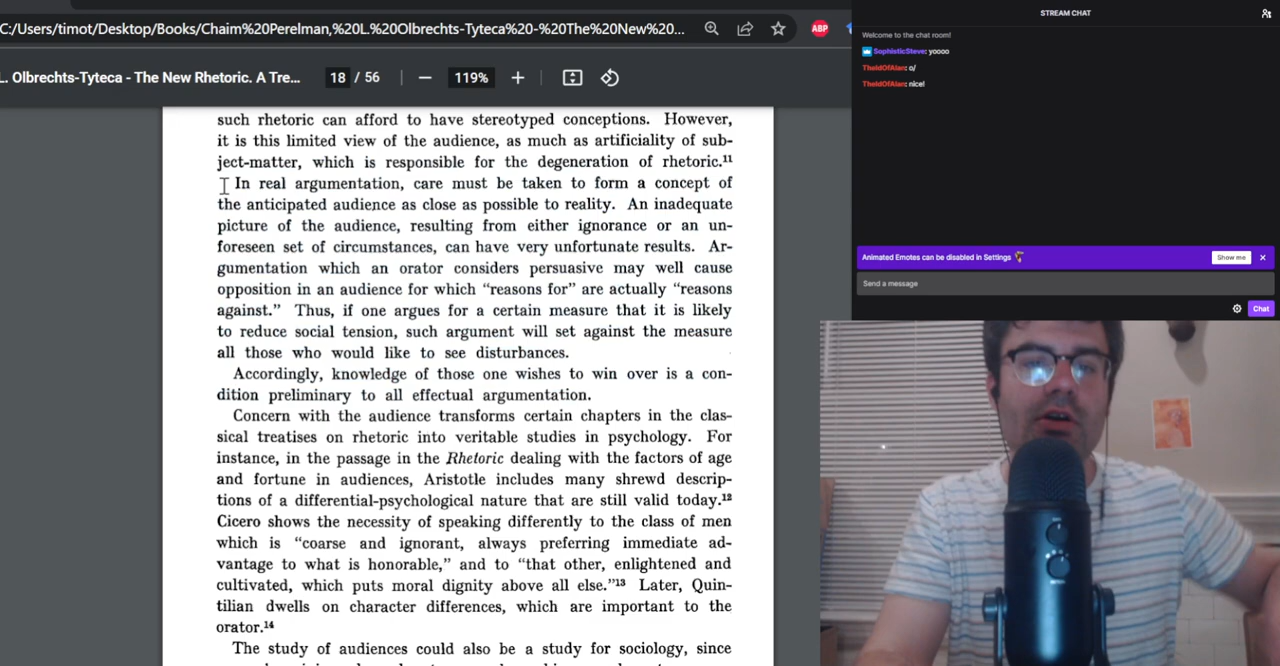 C:/Users/timot/Desktop/Books/Chaim%20Perelman,%20L.%20Olbrechts-Tyteca%20-%20The%20New%20...
ABP
L. Olbrechts-Tyteca - The New Rhetoric. A Tre...
18 / 56
119%
such rhetoric can afford to have stereotyped conceptions. However,
it is this limited view of the audience, as much as artificiality of sub-
ject-matter, which is responsible for the degeneration of rhetoric.¹¹
In real argumentation, care must be taken to form a concept of
the anticipated audience as close as possible to reality. An inadequate
picture of the audience, resulting from either ignorance or an un-
foreseen set of circumstances, can have very unfortunate results. Ar-
gumentation which an orator considers persuasive may well cause
opposition in an audience for which “reasons for” are actually “reasons
against.” Thus, if one argues for a certain measure that it is likely
to reduce social tension, such argument will set against the measure
all those who would like to see disturbances.
Accordingly, knowledge of those one wishes to win over is a con-
dition preliminary to all effectual argumentation.
Concern with the audience transforms certain chapters in the clas-
sical treatises on rhetoric into veritable studies in psychology. For
instance, in the passage in the Rhetoric dealing with the factors of age
and fortune in audiences, Aristotle includes many shrewd descrip-
tions of a differential-psychological nature that are still valid today.¹²
Cicero shows the necessity of speaking differently to the class of men
which is “coarse and ignorant, always preferring immediate ad-
vantage to what is honorable,” and to “that other, enlightened and
cultivated, which puts moral dignity above all else.”¹³ Later, Quin-
tilian dwells on character differences, which are important to the
orator.¹⁴
The study of audiences could also be a study for sociology, since
STREAM CHAT
Welcome to the chat room!
SophisticSteve: yoooo
TheIdOfAlan: o/
TheIdOfAlan: nice!
Animated Emotes can be disabled in Settings
Show me
Send a message
Chat